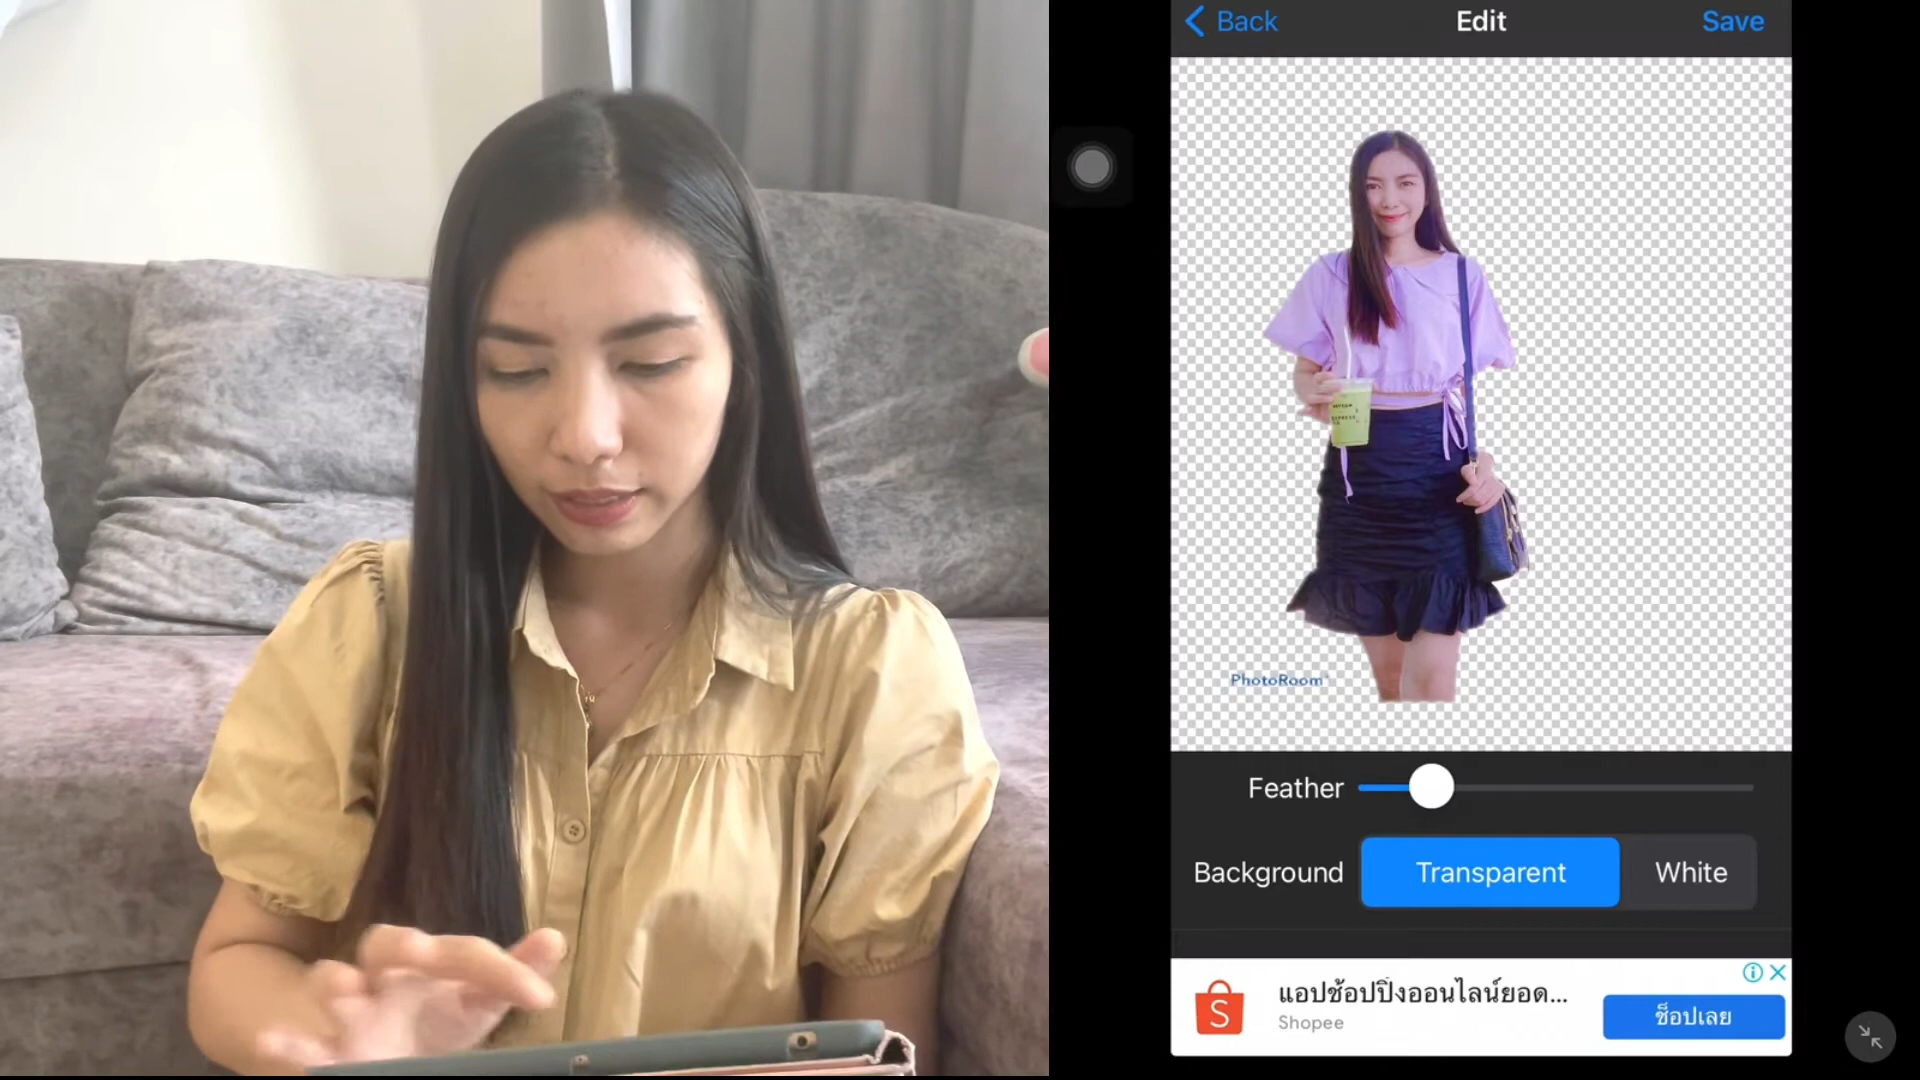 Back
Edit
Save
PhotoRoom
Feather
Background
Transparent
White
แอปช้อปปิ้งออนไลน์ยอด...
Shopee
ช็อปเลย